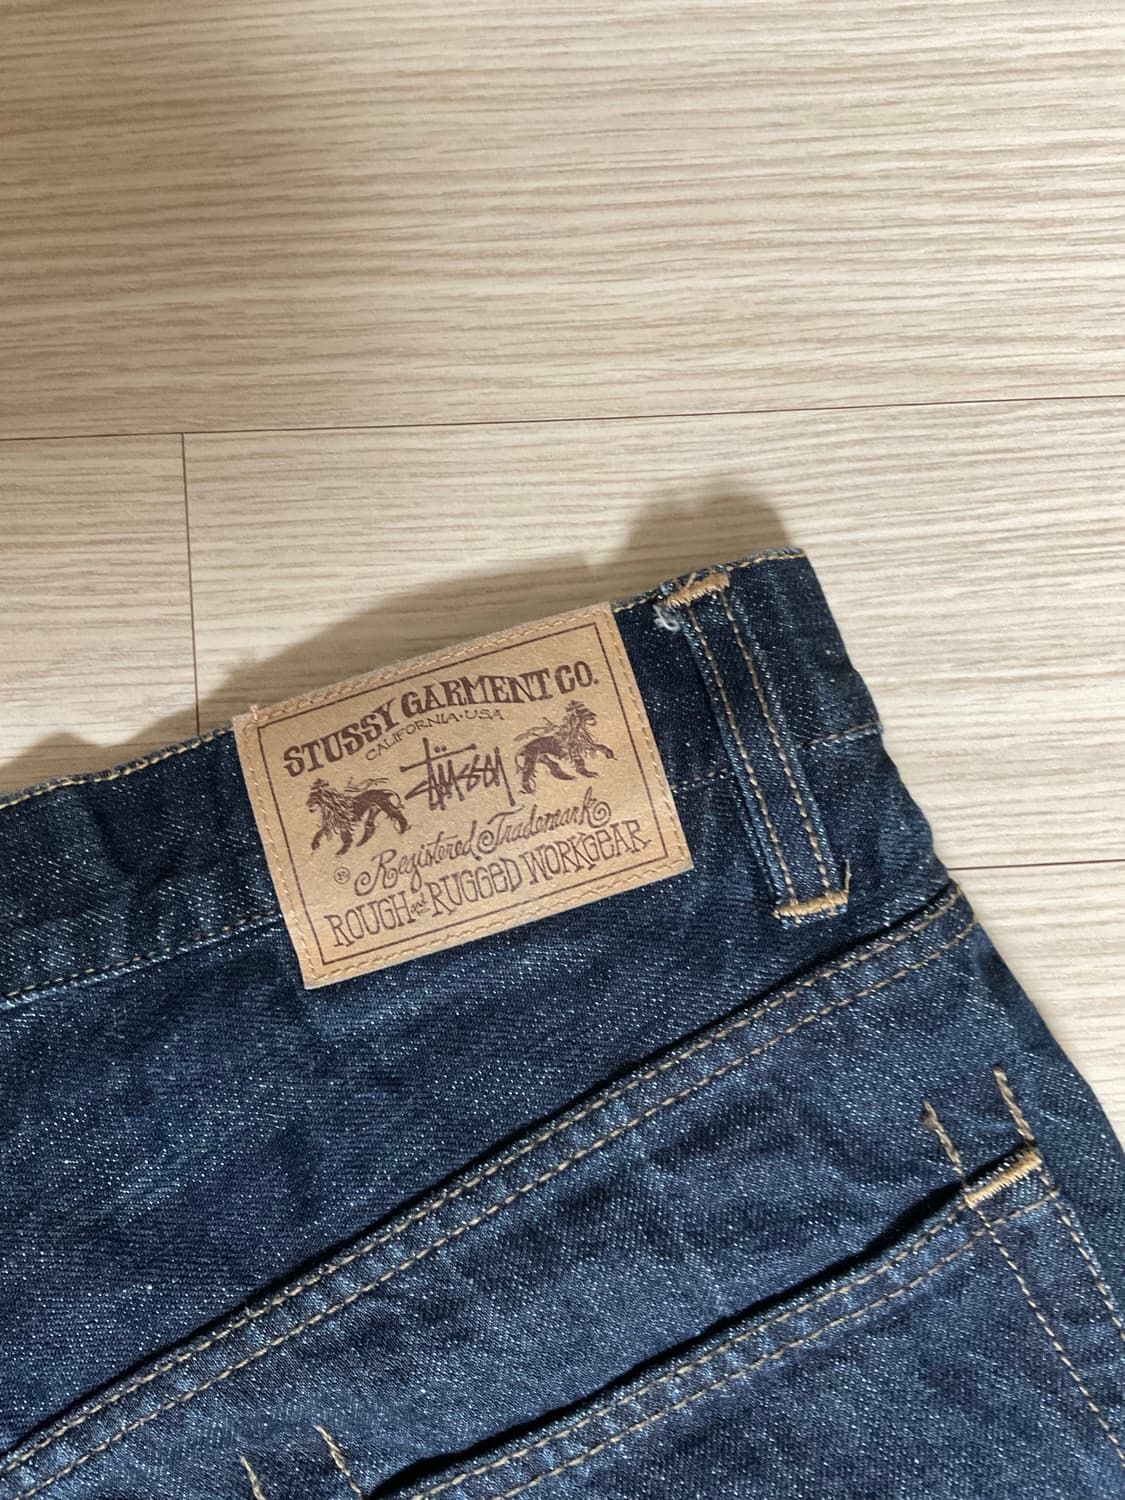 STUSSY GARMENT CO.
CALIFORNIA·USA
Stüssy
® Registered Trademark
ROUGH and RUGGED WORKGEAR